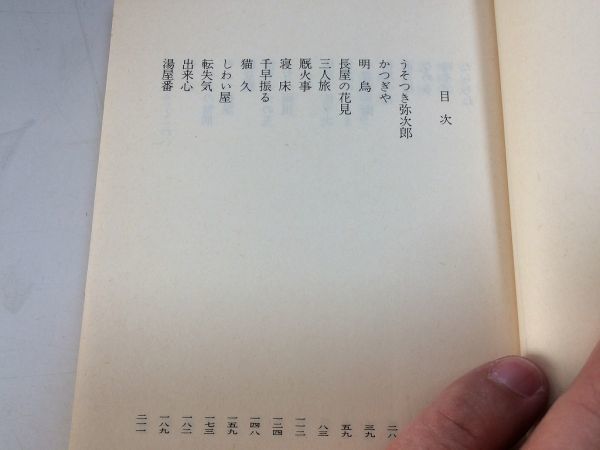 目次
うそつき弥次郎
かつぎや 二八
明烏 三九
長屋の花見 五九
三人旅 八三
厩火事 一一二
寝床 一二四
千早振る 一四八
猫久 一五九
しわい屋 一七三
転失気 一八二
出来心 一八九
湯屋番 二一一